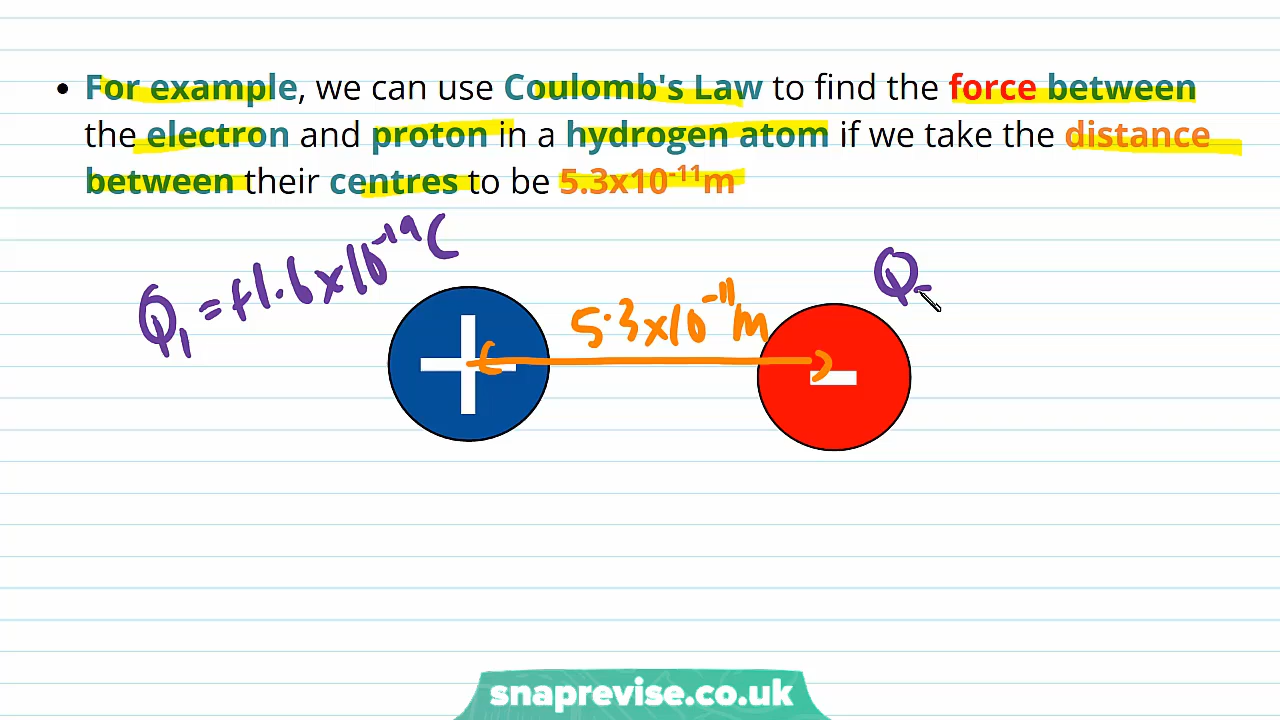 • For example, we can use Coulomb's Law to find the force between
the electron and proton in a hydrogen atom if we take the distance
between their centres to be 5.3x10⁻¹¹m
Q₁ = +1.6x10⁻¹⁹C
5.3x10⁻¹¹m
Q
+
-
snaprevise.co.uk